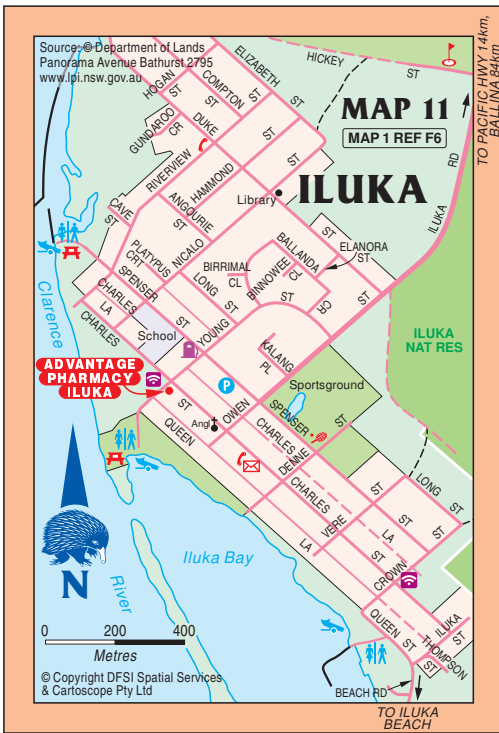 Source: © Department of Lands
Panorama Avenue Bathurst 2795
www.lpi.nsw.gov.au
TO PACIFIC HWY 14km,
BALLINA 84km
HICKEY
ST
ELIZABETH
ST
MAP 11
MAP 1 REF F6
ILUKA
HOGAN
ST
COMPTON
ST
GUNDAROO
CR
DUKE
ST
ST
RIVERVIEW
HAMMOND
ST
ILUKA
RD
Library
ANGOURIE
ST
CAVE
ST
PLATYPUS
CRT
NICALO
BALLANDA
CL
ST
ELANORA
ST
BIRRIMAL
CL
BINNOWEE
ST
CR
LONG
ST
SPENSER
ST
CHARLES
LA
CHARLES
YOUNG
School
KALANG
PL
ILUKA
NAT RES
Clarence
ADVANTAGE
PHARMACY
ILUKA
P
Sportsground
ST
OWEN
SPENSER
ST
QUEEN
Angl
CHARLES
DENNE
CHARLES
VERE
LA
ST
LONG
ST
ST
LA
ST
CROWN
Iluka Bay
River
N
QUEEN ST
ILUKA
ST
THOMPSON
ST
0 200 400
Metres
© Copyright DFSI Spatial Services
& Cartoscope Pty Ltd
BEACH RD
TO ILUKA
BEACH